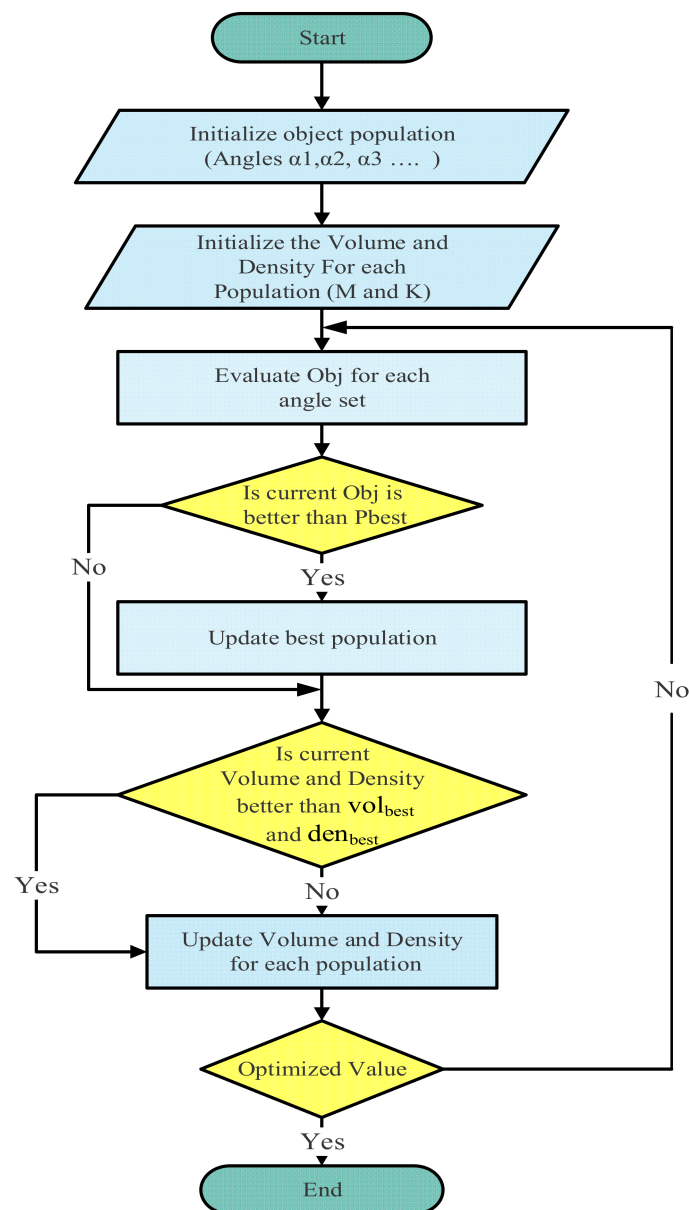 Start
Initialize object population
(Angles α1,α2, α3 .... )
Initialize the Volume and
Density For each
Population (M and K)
Evaluate Obj for each
angle set
Is current Obj is
better than Pbest
No
Yes
Update best population
No
Is current
Volume and Density
better than vol_best
and den_best
Yes
No
Update Volume and Density
for each population
Optimized Value
Yes
End